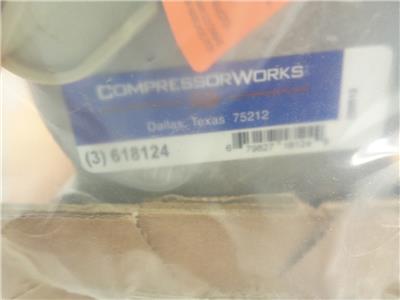 COMPRESSORWORKS
Dallas, Texas 75212
(3) 618124